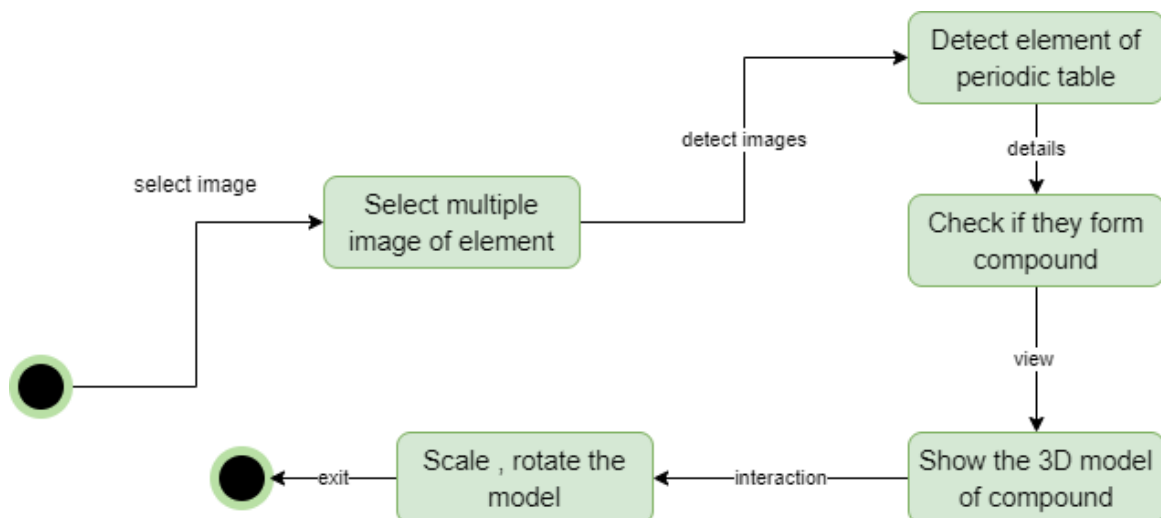 Detect element of
periodic table
detect images
details
select image
Select multiple
image of element
Check if they form
compound
view
Show the 3D model
of compound
interaction
Scale , rotate the
model
exit